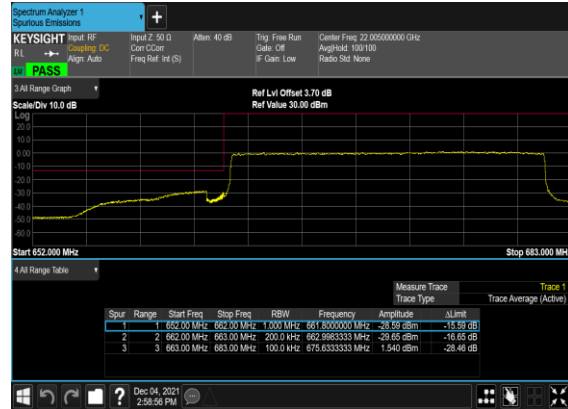 Spectrum Analyzer 1
Spurious Emissions
KEYSIGHT Input: RF Input Z: 50 Ω Atten: 40 dB Trig: Free Run Center Freq: 22.005000000 GHz
RL Coupling: DC Corr CCorr Gate: Off Avg|Hold: 100/100
Align: Auto Freq Ref: Int (S) IF Gain: Low Radio Std: None
PASS
3 All Range Graph
Ref Lvl Offset 3.70 dB
Scale/Div 10.0 dB Ref Value 30.00 dBm
Log
20.0
10.0
0.00
-10.0
-20.0
-30.0
-40.0
-50.0
-60.0
Start 652.000 MHz Stop 683.000 MHz
4 All Range Table
Measure Trace Trace 1
Trace Type Trace Average (Active)
Spur Range Start Freq Stop Freq RBW Frequency Amplitude ΔLimit
1 1 652.00 MHz 662.00 MHz 1.000 MHz 661.8000000 MHz -28.59 dBm -15.59 dB
2 2 662.00 MHz 663.00 MHz 200.0 kHz 662.9983333 MHz -29.65 dBm -16.65 dB
3 3 663.00 MHz 683.00 MHz 100.0 kHz 675.6333333 MHz 1.540 dBm -28.46 dB
? Dec 04, 2021
2:58:56 PM